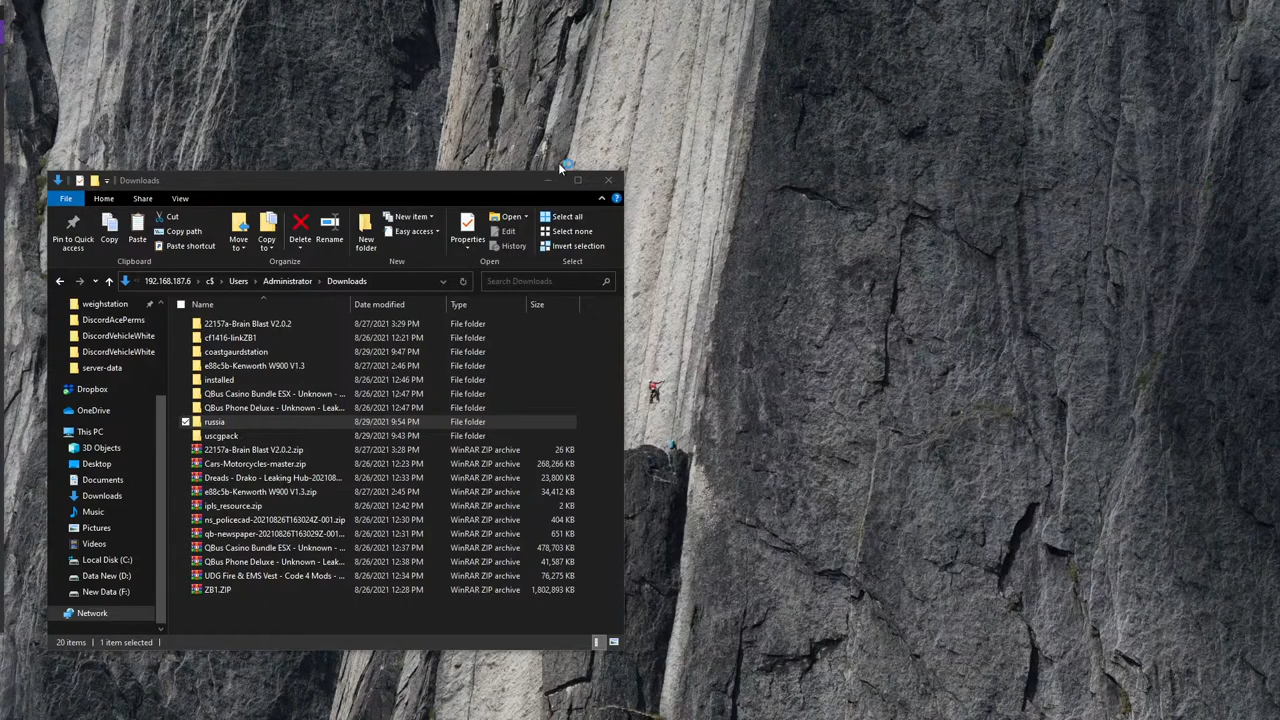 Downloads
File Home Share View
Pin to Quick access
Copy
Paste
Cut
Copy path
Paste shortcut
Clipboard
Move to
Copy to
Delete
Rename
Organize
New folder
New item
Easy access
New
Properties
Open
Edit
History
Open
Select all
Select none
Invert selection
Select
192.168.187.6 c$ Users Administrator Downloads
Search Downloads
weighstation
DiscordAcePerms
DiscordVehicleWhite
DiscordVehicleWhite
server-data
Dropbox
OneDrive
This PC
3D Objects
Desktop
Documents
Downloads
Music
Pictures
Videos
Local Disk (C:)
Data New (D:)
New Data (F:)
Network
Name Date modified Type Size
22157a-Brain Blast V2.0.2 8/27/2021 3:29 PM File folder
cf1416-linkZB1 8/26/2021 12:21 PM File folder
coastgaurdstation 8/29/2021 9:47 PM File folder
e88c5b-Kenworth W900 V1.3 8/27/2021 2:46 PM File folder
installed 8/26/2021 12:46 PM File folder
QBus Casino Bundle ESX - Unknown - ... 8/26/2021 12:46 PM File folder
QBus Phone Deluxe - Unknown - Leak... 8/26/2021 12:47 PM File folder
russia 8/29/2021 9:54 PM File folder
uscgpack 8/29/2021 9:43 PM File folder
22157a-Brain Blast V2.0.2.zip 8/27/2021 3:28 PM WinRAR ZIP archive 26 KB
Cars-Motorcycles-master.zip 8/26/2021 12:33 PM WinRAR ZIP archive 268,266 KB
Dreads - Drako - Leaking Hub-202108... 8/26/2021 12:33 PM WinRAR ZIP archive 23,800 KB
e88c5b-Kenworth W900 V1.3.zip 8/27/2021 2:45 PM WinRAR ZIP archive 34,412 KB
ipls_resource.zip 8/26/2021 12:42 PM WinRAR ZIP archive 2 KB
ns_policecad-20210826T163024Z-001.zip 8/26/2021 12:30 PM WinRAR ZIP archive 404 KB
qb-newspaper-20210826T163029Z-001... 8/26/2021 12:31 PM WinRAR ZIP archive 651 KB
QBus Casino Bundle ESX - Unknown - ... 8/26/2021 12:37 PM WinRAR ZIP archive 478,703 KB
QBus Phone Deluxe - Unknown - Leak... 8/26/2021 12:38 PM WinRAR ZIP archive 41,587 KB
UDG Fire & EMS Vest - Code 4 Mods - ... 8/26/2021 12:34 PM WinRAR ZIP archive 76,275 KB
ZB1.ZIP 8/26/2021 12:28 PM WinRAR ZIP archive 1,802,893 KB
20 items 1 item selected